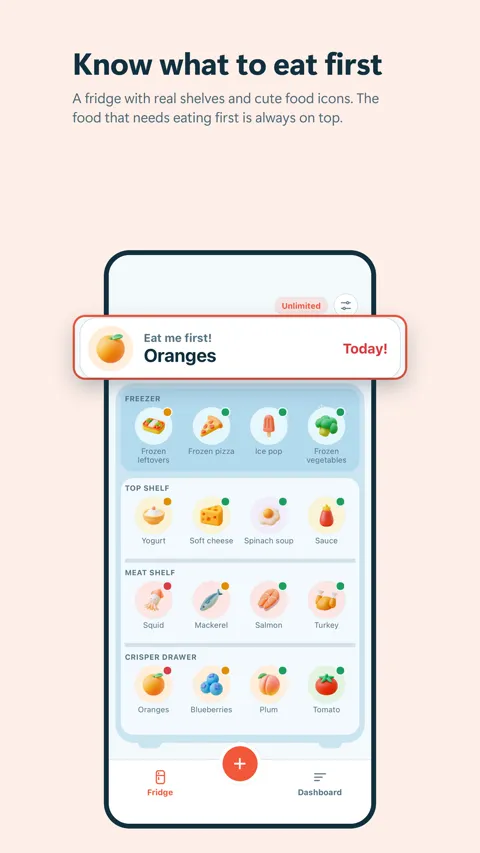 Know what to eat first
A fridge with real shelves and cute food icons. The
food that needs eating first is always on top.
Unlimited
Eat me first!
Oranges
Today!
FREEZER
Frozen leftovers
Frozen pizza
Ice pop
Frozen vegetables
TOP SHELF
Yogurt
Soft cheese
Spinach soup
Sauce
MEAT SHELF
Squid
Mackerel
Salmon
Turkey
CRISPER DRAWER
Oranges
Blueberries
Plum
Tomato
Fridge
Dashboard